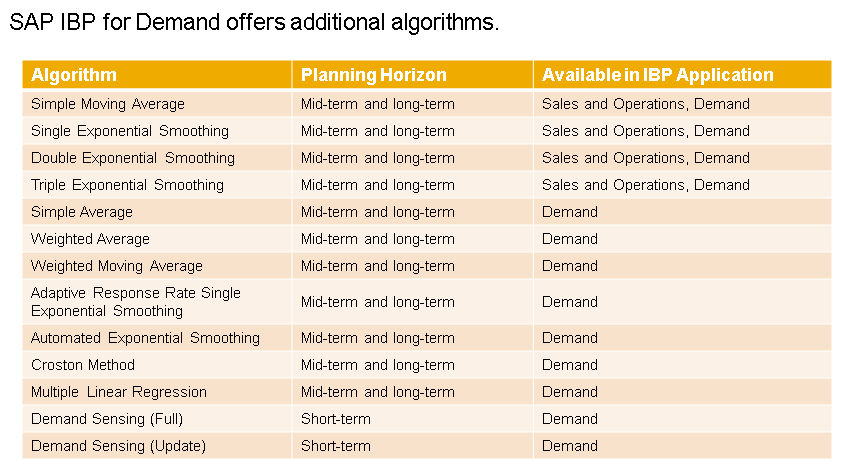 SAP IBP for Demand offers additional algorithms.
Algorithm Planning Horizon Available in IBP Application
Simple Moving Average Mid-term and long-term Sales and Operations, Demand
Single Exponential Smoothing Mid-term and long-term Sales and Operations, Demand
Double Exponential Smoothing Mid-term and long-term Sales and Operations, Demand
Triple Exponential Smoothing Mid-term and long-term Sales and Operations, Demand
Simple Average Mid-term and long-term Demand
Weighted Average Mid-term and long-term Demand
Weighted Moving Average Mid-term and long-term Demand
Adaptive Response Rate Single
Exponential Smoothing Mid-term and long-term Demand
Automated Exponential Smoothing Mid-term and long-term Demand
Croston Method Mid-term and long-term Demand
Multiple Linear Regression Mid-term and long-term Demand
Demand Sensing (Full) Short-term Demand
Demand Sensing (Update) Short-term Demand